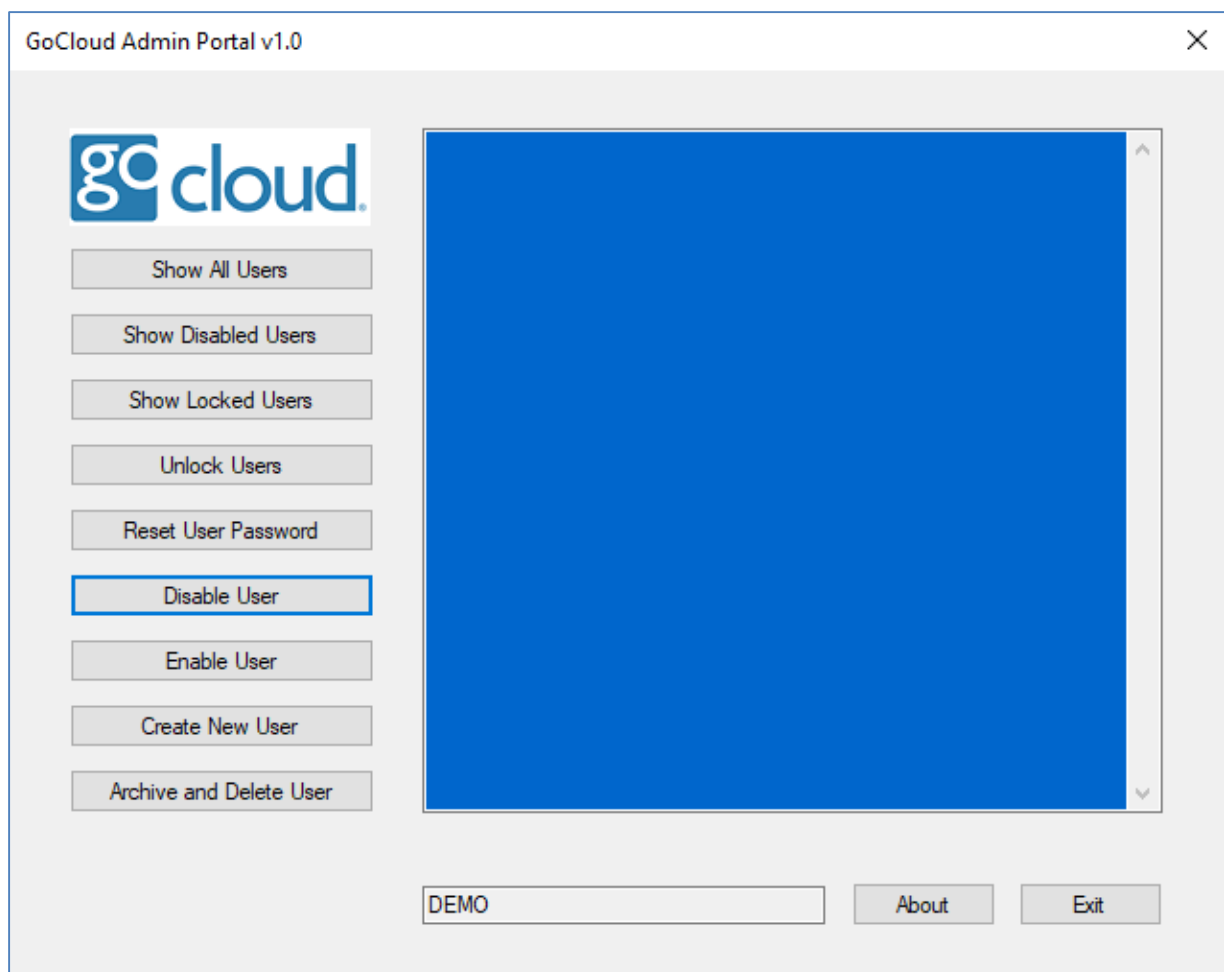 GoCloud Admin Portal v1.0
go cloud®
Show All Users
Show Disabled Users
Show Locked Users
Unlock Users
Reset User Password
Disable User
Enable User
Create New User
Archive and Delete User
DEMO
About
Exit